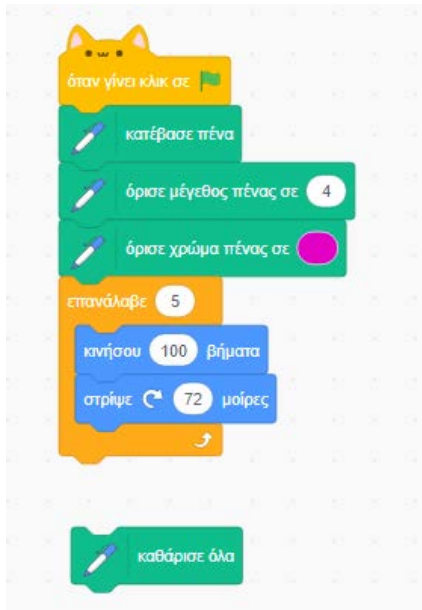 όταν γίνει κλικ σε
κατέβασε πένα
όρισε μέγεθος πένας σε 4
όρισε χρώμα πένας σε
επανάλαβε 5
κινήσου 100 βήματα
στρίψε 72 μοίρες
καθάρισε όλα